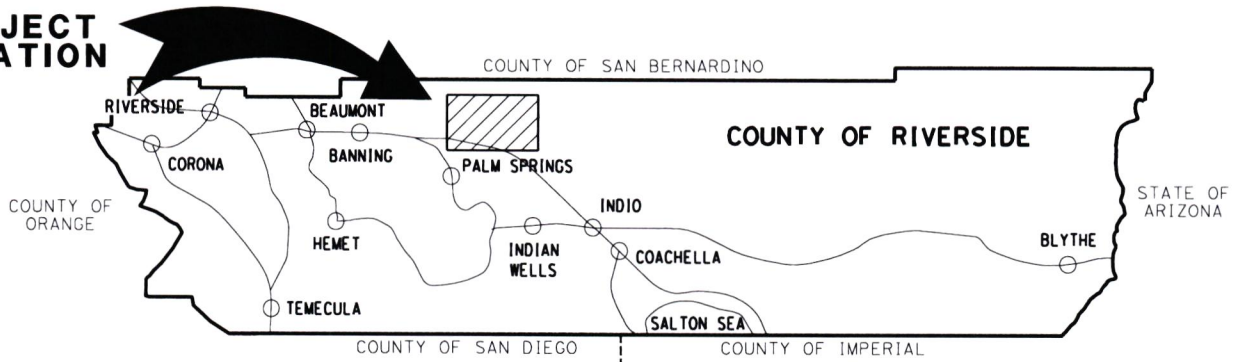 JECT
ATION
COUNTY OF SAN BERNARDINO
RIVERSIDE
BEAUMONT
BANNING
CORONA
PALM SPRINGS
COUNTY OF RIVERSIDE
COUNTY OF
ORANGE
STATE OF
ARIZONA
HEMET
INDIAN
WELLS
INDIO
COACHELLA
BLYTHE
TEMECULA
SALTON SEA
COUNTY OF SAN DIEGO
COUNTY OF IMPERIAL